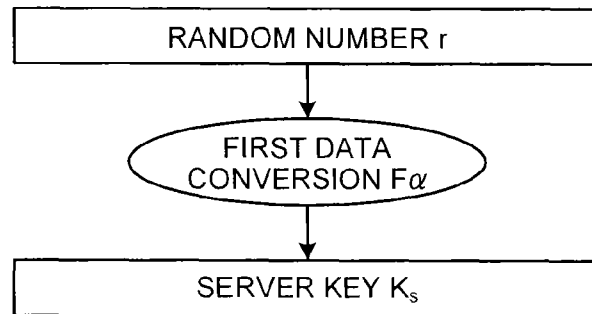 RANDOM NUMBER r
FIRST DATA
CONVERSION Fα
SERVER KEY Kₛ